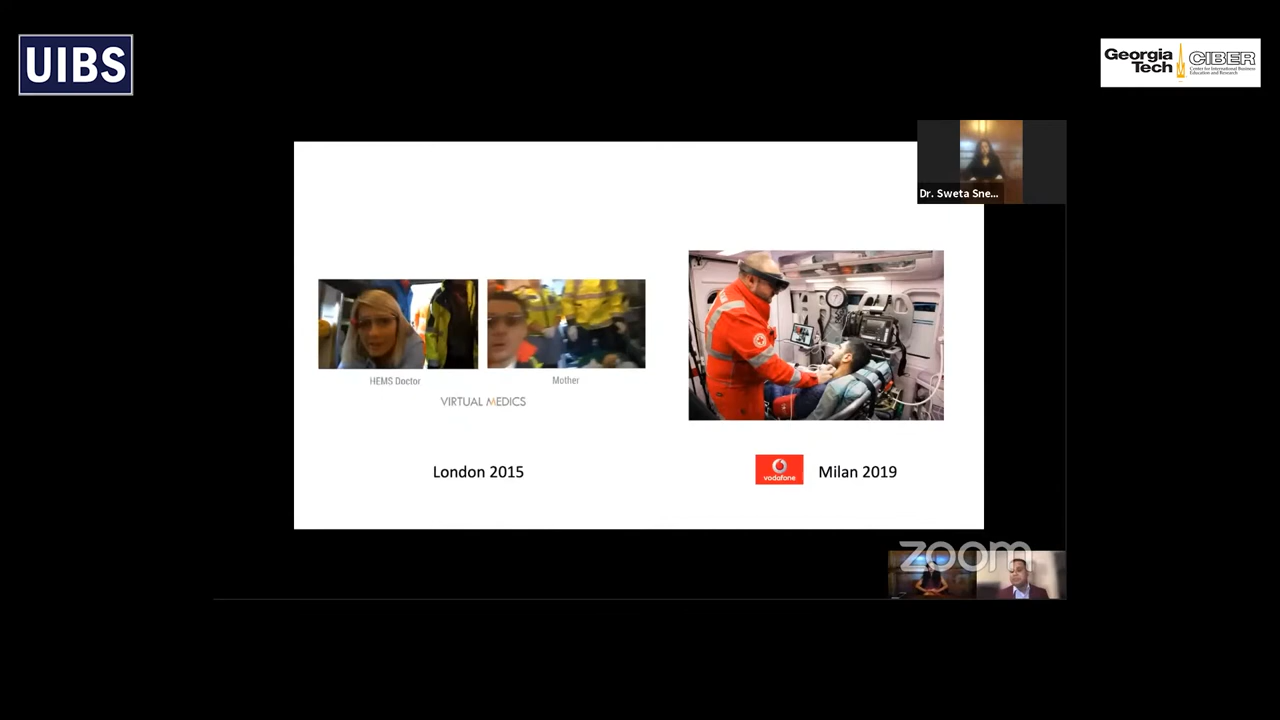 UIBS
Georgia Tech
CIBER
Center for International Business
Education and Research
Dr. Sweta Sne...
HEMS Doctor
Mother
VIRTUAL MEDICS
London 2015
vodafone
Milan 2019
zoom